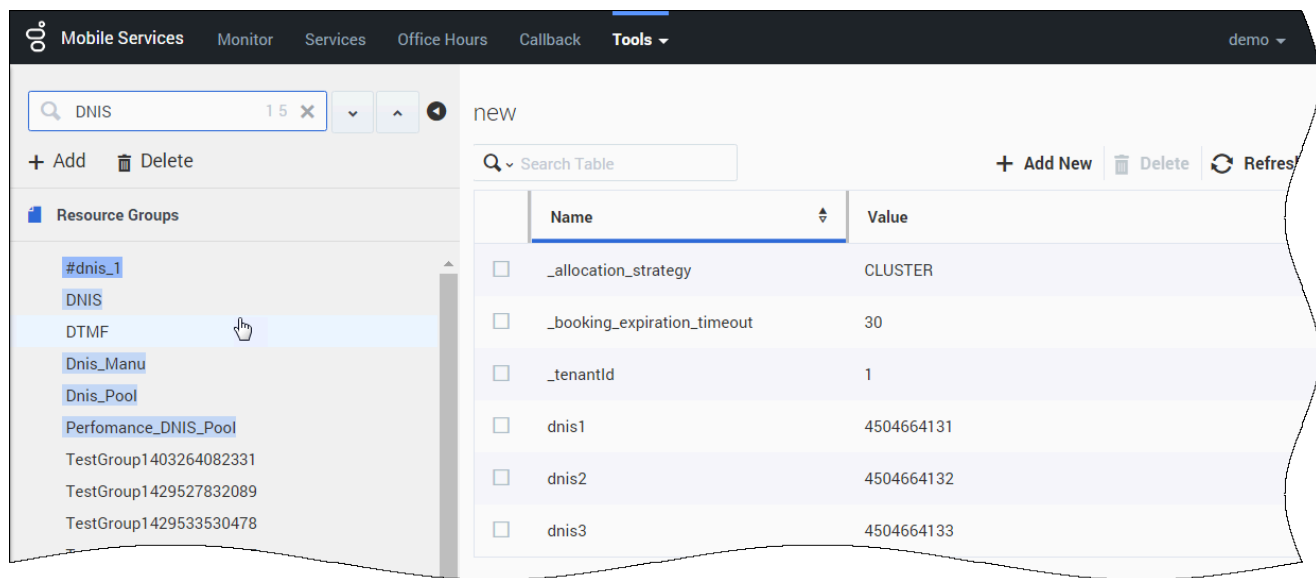 Mobile Services Monitor Services Office Hours Callback Tools demo
DNIS 1 5
new
+ Add Delete
Search Table
+ Add New Delete Refresh
Resource Groups
Name Value
#dnis_1
DNIS
DTMF
Dnis_Manu
Dnis_Pool
Perfomance_DNIS_Pool
TestGroup1403264082331
TestGroup1429527832089
TestGroup1429533530478
_allocation_strategy CLUSTER
_booking_expiration_timeout 30
_tenantId 1
dnis1 4504664131
dnis2 4504664132
dnis3 4504664133